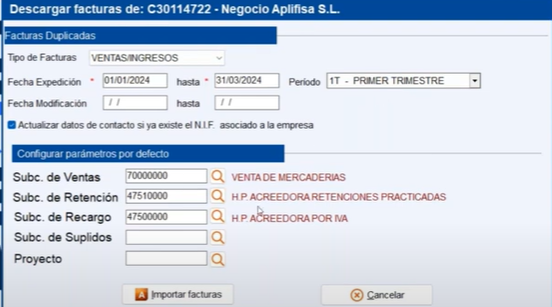 Descargar facturas de: C30114722 - Negocio Aplifisa S.L.
Facturas Duplicadas
Tipo de Facturas VENTAS/INGRESOS
Fecha Expedición * 01/01/2024 hasta * 31/03/2024 Período 1T - PRIMER TRIMESTRE
Fecha Modificación / / hasta / /
Actualizar datos de contacto si ya existe el N.I.F. asociado a la empresa
Configurar parámetros por defecto
Subc. de Ventas 70000000 VENTA DE MERCADERIAS
Subc. de Retención 47510000 H.P. ACREEDORA RETENCIONES PRACTICADAS
Subc. de Recargo 47500000 H.P. ACREEDORA POR IVA
Subc. de Suplidos
Proyecto
Importar facturas Cancelar